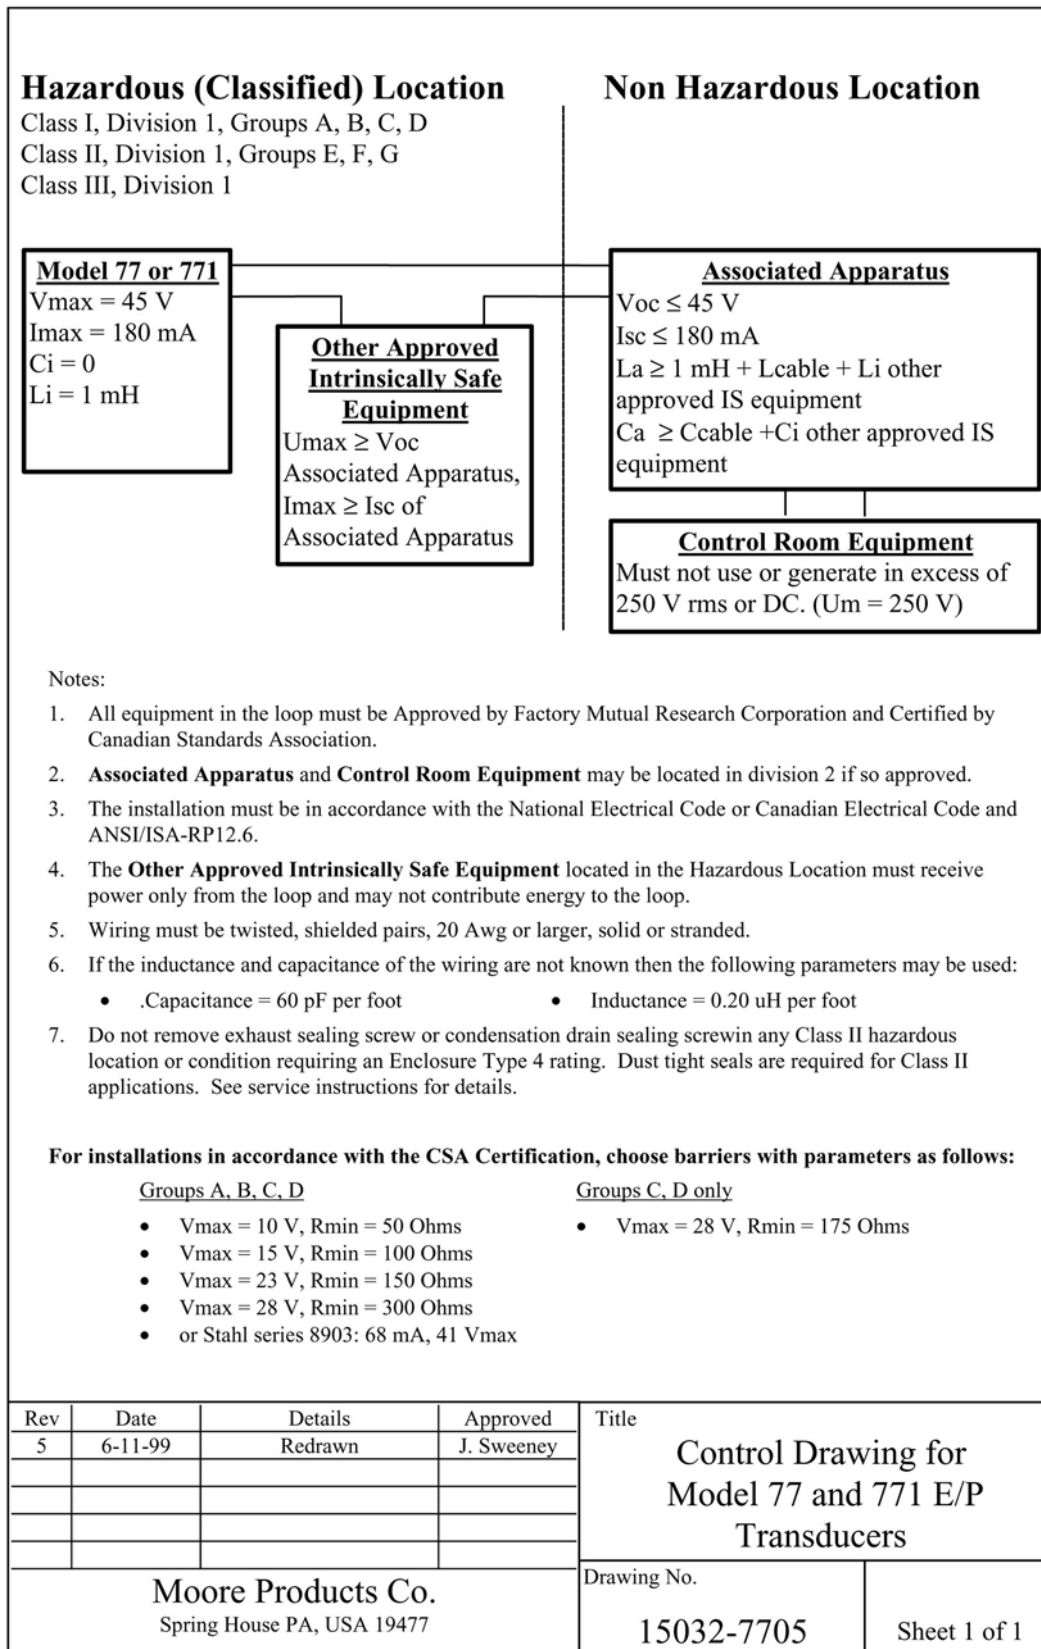 Hazardous (Classified) Location
Class I, Division 1, Groups A, B, C, D
Class II, Division 1, Groups E, F, G
Class III, Division 1
Non Hazardous Location
Model 77 or 771
Vmax = 45 V
Imax = 180 mA
Ci = 0
Li = 1 mH
Other Approved
Intrinsically Safe
Equipment
Umax ≥ Voc
Associated Apparatus,
Imax ≥ Isc of
Associated Apparatus
Associated Apparatus
Voc ≤ 45 V
Isc ≤ 180 mA
La ≥ 1 mH + Lcable + Li other
approved IS equipment
Ca ≥ Ccable +Ci other approved IS
equipment
Control Room Equipment
Must not use or generate in excess of
250 V rms or DC. (Um = 250 V)
Notes:
1. All equipment in the loop must be Approved by Factory Mutual Research Corporation and Certified by
Canadian Standards Association.
2. Associated Apparatus and Control Room Equipment may be located in division 2 if so approved.
3. The installation must be in accordance with the National Electrical Code or Canadian Electrical Code and
ANSI/ISA-RP12.6.
4. The Other Approved Intrinsically Safe Equipment located in the Hazardous Location must receive
power only from the loop and may not contribute energy to the loop.
5. Wiring must be twisted, shielded pairs, 20 Awg or larger, solid or stranded.
6. If the inductance and capacitance of the wiring are not known then the following parameters may be used:
• .Capacitance = 60 pF per foot • Inductance = 0.20 uH per foot
7. Do not remove exhaust sealing screw or condensation drain sealing screwin any Class II hazardous
location or condition requiring an Enclosure Type 4 rating. Dust tight seals are required for Class II
applications. See service instructions for details.
For installations in accordance with the CSA Certification, choose barriers with parameters as follows:
Groups A, B, C, D
• Vmax = 10 V, Rmin = 50 Ohms
• Vmax = 15 V, Rmin = 100 Ohms
• Vmax = 23 V, Rmin = 150 Ohms
• Vmax = 28 V, Rmin = 300 Ohms
• or Stahl series 8903: 68 mA, 41 Vmax
Groups C, D only
• Vmax = 28 V, Rmin = 175 Ohms
Rev Date Details Approved
5 6-11-99 Redrawn J. Sweeney
Moore Products Co.
Spring House PA, USA 19477
Title
Control Drawing for
Model 77 and 771 E/P
Transducers
Drawing No.
15032-7705
Sheet 1 of 1